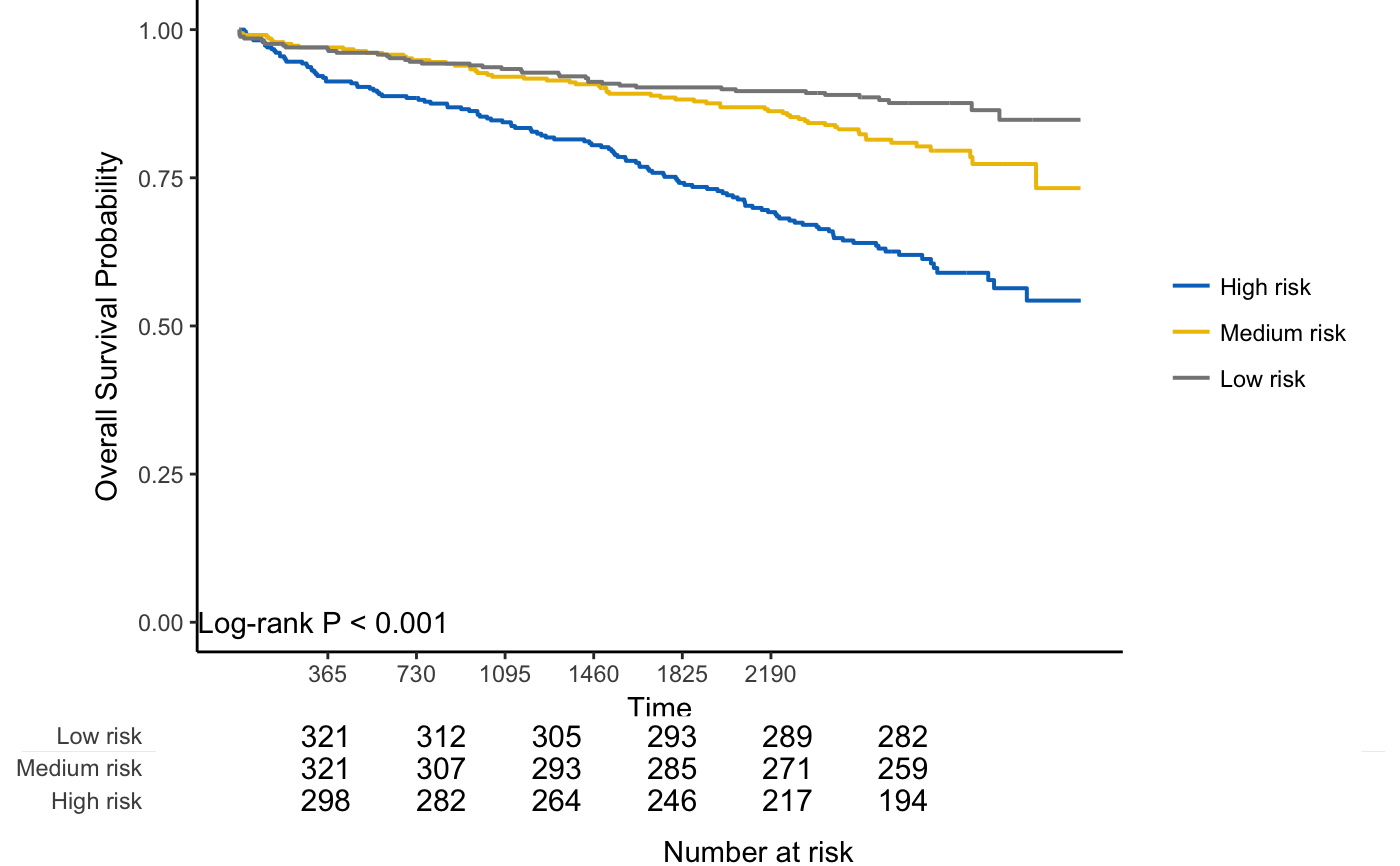 1.00
0.75
0.50
0.25
0.00
Overall Survival Probability
High risk
Medium risk
Low risk
Log-rank P < 0.001
365 730 1095 1460 1825 2190
Time
Low risk 321 312 305 293 289 282
Medium risk 321 307 293 285 271 259
High risk 298 282 264 246 217 194
Number at risk